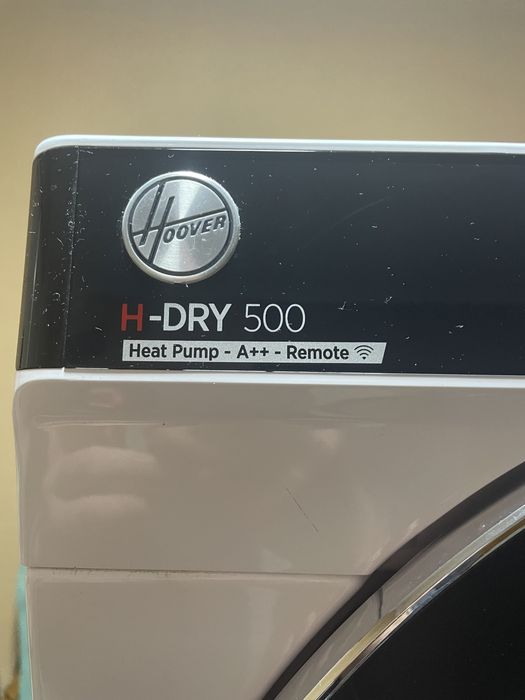 HOOVER
H-DRY 500
Heat Pump - A++ - Remote